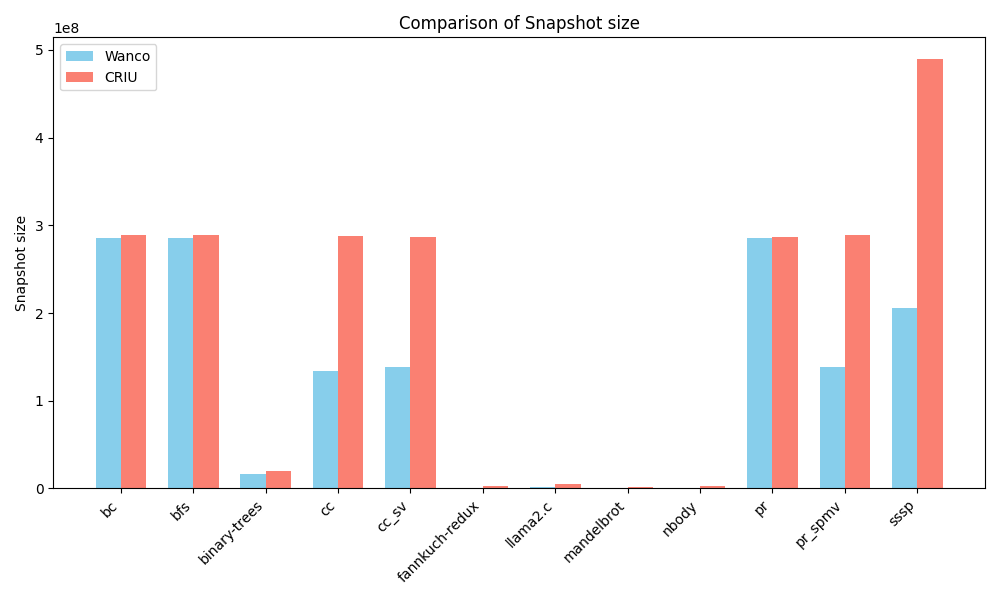 Comparison of Snapshot size
1e8
Wanco
CRIU
5
4
3
2
1
0
Snapshot size
bc
bfs
binary-trees
cc
cc_sv
fannkuch-redux
llama2.c
mandelbrot
nbody
pr
pr_spmv
sssp